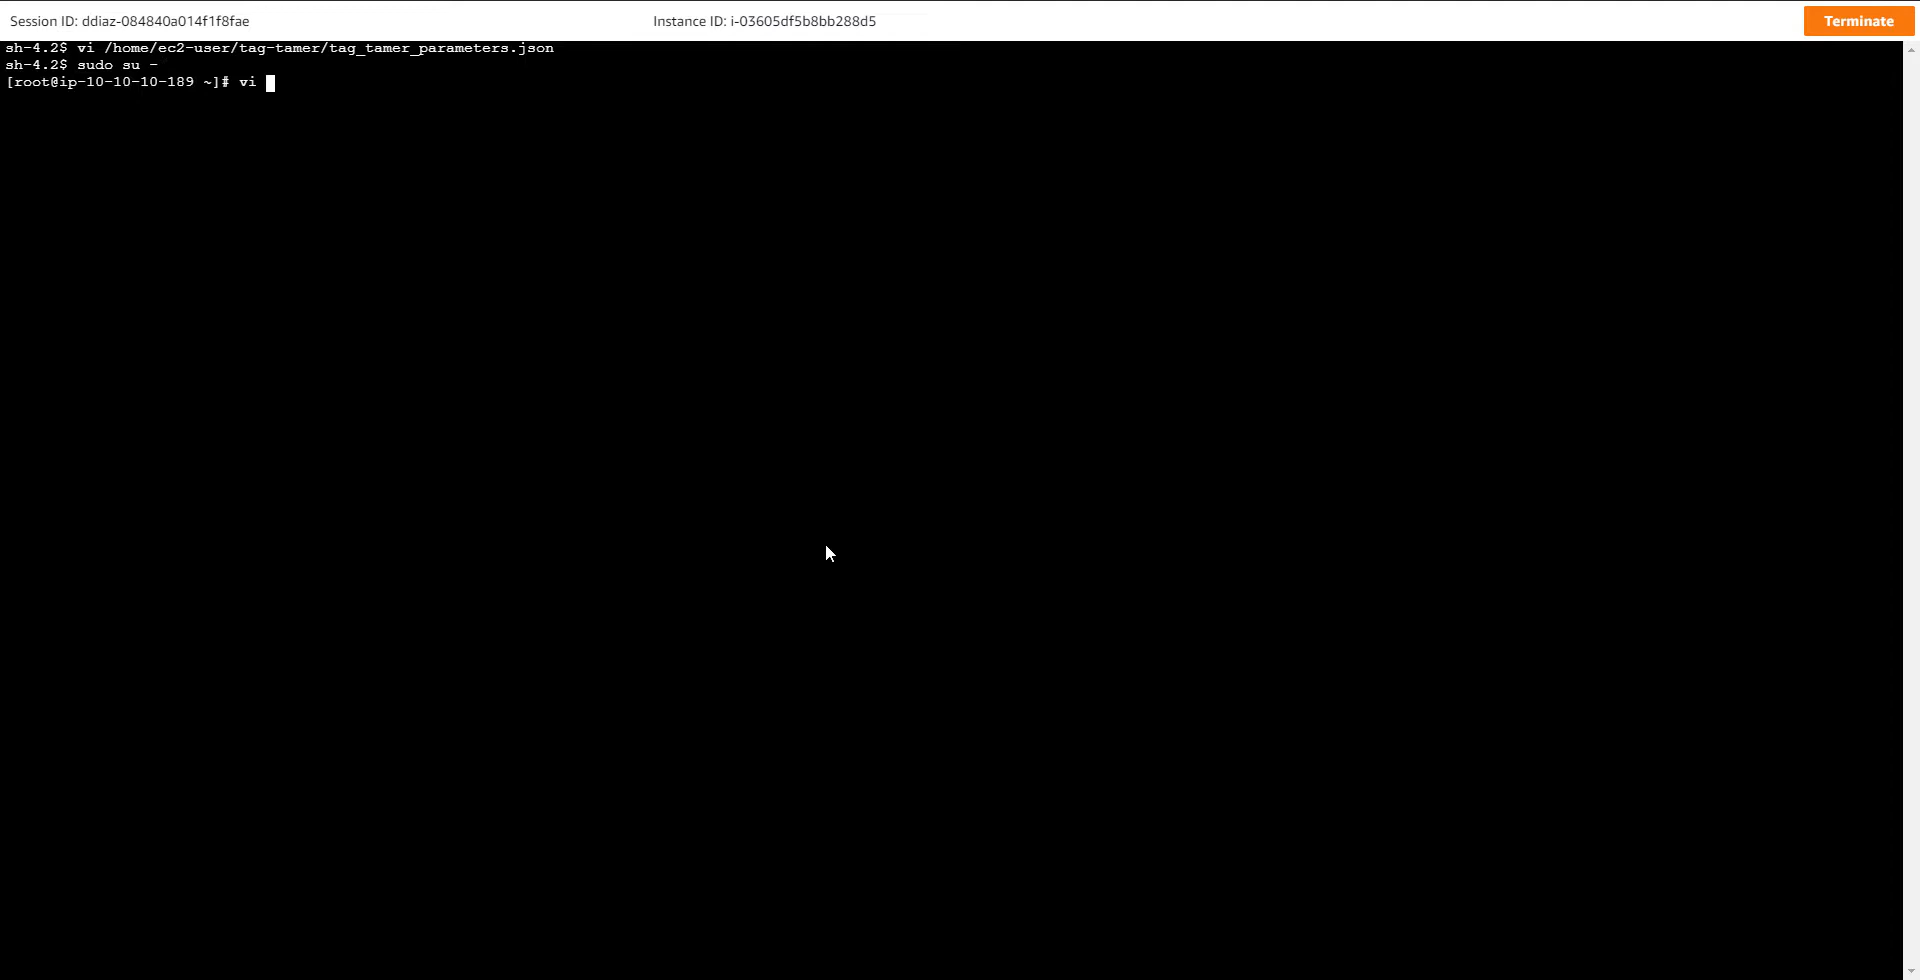 Session ID: ddiaz-084840a014f1f8fae
Instance ID: i-03605df5b8bb288d5
Terminate
sh-4.2$ vi /home/ec2-user/tag-tamer/tag_tamer_parameters.json
sh-4.2$ sudo su -
[root@ip-10-10-10-189 ~]# vi